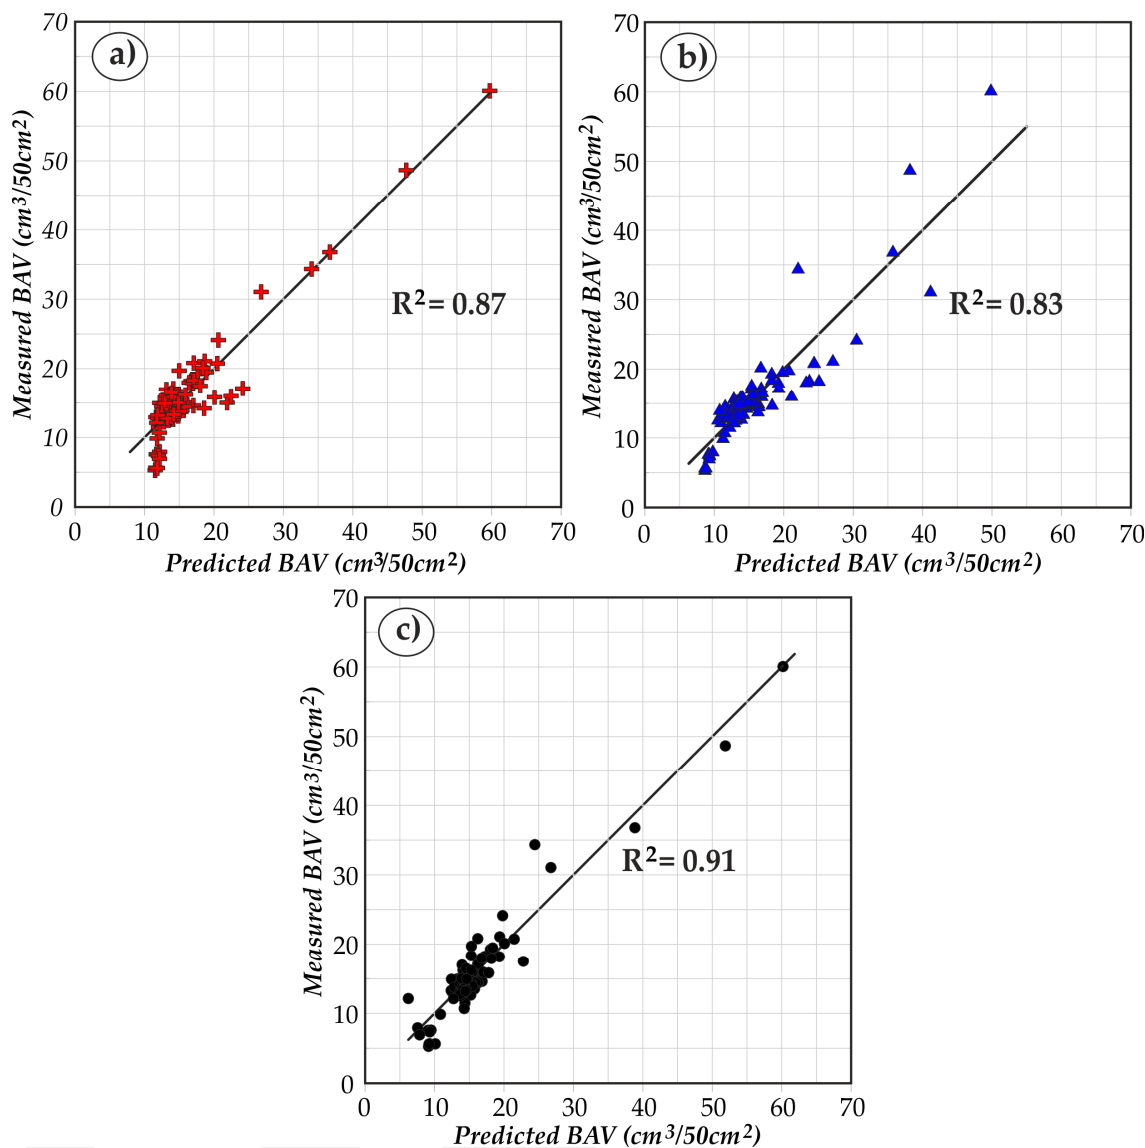 a)
70
60
50
40
30
20
10
0
Measured BAV (cm³/50cm²)
R²= 0.87
0 10 20 30 40 50 60 70
Predicted BAV (cm³/50cm²)
b)
70
60
50
40
30
20
10
0
Measured BAV (cm³/50cm²)
R²= 0.83
0 10 20 30 40 50 60 70
Predicted BAV (cm³/50cm²)
c)
70
60
50
40
30
20
10
0
Measured BAV (cm³/50cm²)
R²= 0.91
0 10 20 30 40 50 60 70
Predicted BAV (cm³/50cm²)